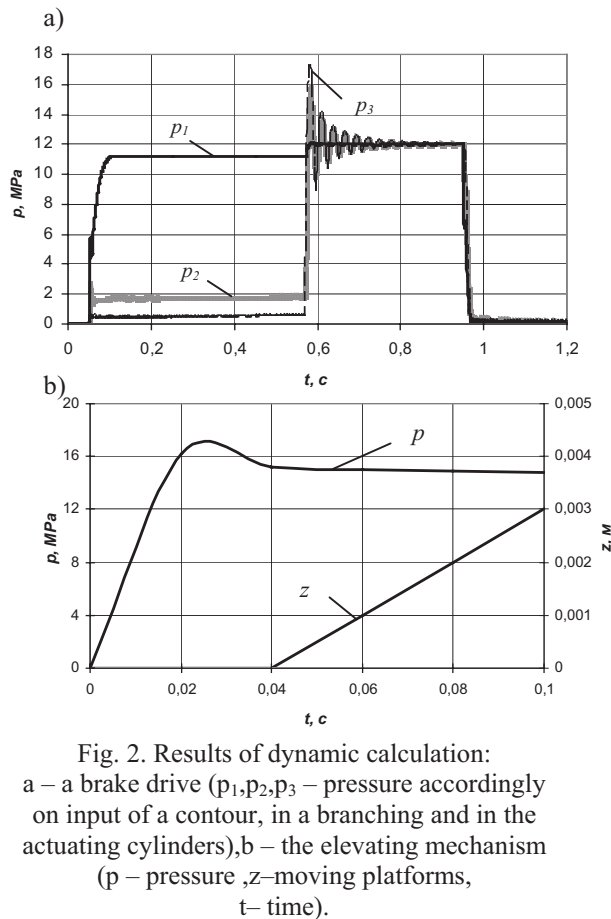 a)
18
16
14
12
10
8
6
4
2
0
p, MPa
p1
p2
p3
0 0,2 0,4 0,6 0,8 1 1,2
t, c
b)
20
16
12
8
4
0
p, MPa
p
z
0,005
0,004
0,003
0,002
0,001
0
z, м
0 0,02 0,04 0,06 0,08 0,1
t, c
Fig. 2. Results of dynamic calculation:
a – a brake drive (p1,p2,p3 – pressure accordingly
on input of a contour, in a branching and in the
actuating cylinders),b – the elevating mechanism
(p – pressure ,z–moving platforms,
t– time).